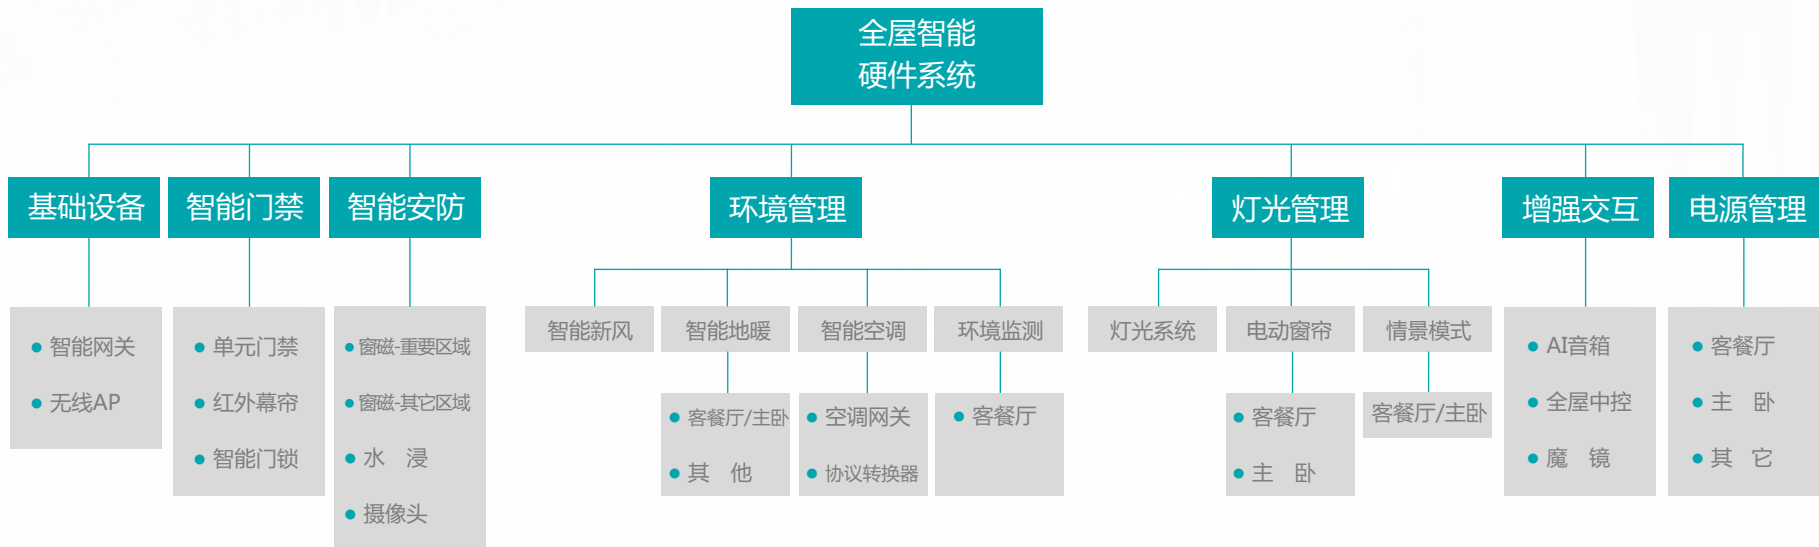 全屋智能
硬件系统
基础设备
智能门禁
智能安防
环境管理
灯光管理
增强交互
电源管理
智能网关
无线AP
单元门禁
红外幕帘
智能门锁
窗磁-重要区域
窗磁-其它区域
水 浸
摄像头
智能新风
智能地暖
智能空调
环境监测
客餐厅/主卧
其 他
空调网关
协议转换器
客餐厅
灯光系统
电动窗帘
情景模式
客餐厅
主 卧
客餐厅/主卧
AI音箱
全屋中控
魔 镜
客餐厅
主 卧
其 它